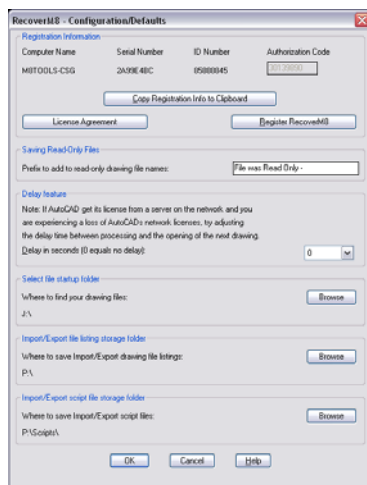 RecoverM8 - Configuration/Defaults
Registration Information
Computer Name Serial Number ID Number Authorization Code
M8TOOLS-CSG 2A99E48C 05000045 30129890
Copy Registration Info to Clipboard
License Agreement Register RecoverM8
Saving Read-Only Files
Prefix to add to read-only drawing file names: File was Read Only -
Delay feature
Note: If AutoCAD get its license from a server on the network and you
are experiencing a loss of AutoCADs network licenses, try adjusting
the delay time between processing and the opening of the next drawing.
Delay in seconds (0 equals no delay): 0
Select file startup folder
Where to find your drawing files: Browse
J:\
Import/Export file listing storage folder
Where to save Import/Export drawing file listings: Browse
P:\
Import/Export script file storage folder
Where to save Import/Export script files: Browse
P:\Scripts\
OK Cancel Help